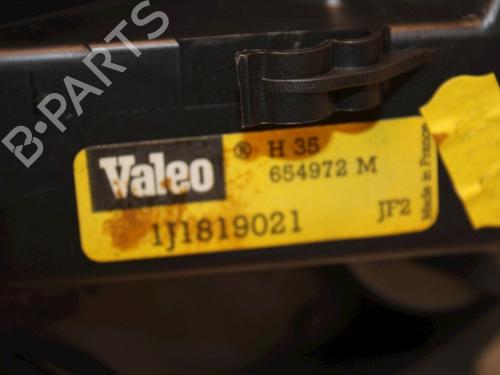 B-PARTS
Valeo ® H 35
654972 M
1J1819021
JF2
Made in France